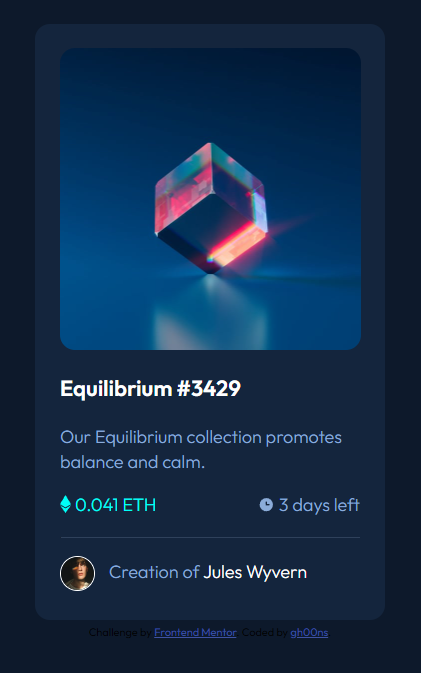 Equilibrium #3429
Our Equilibrium collection promotes
balance and calm.
0.041 ETH 3 days left
Creation of Jules Wyvern
Challenge by Frontend Mentor. Coded by gh00ns.